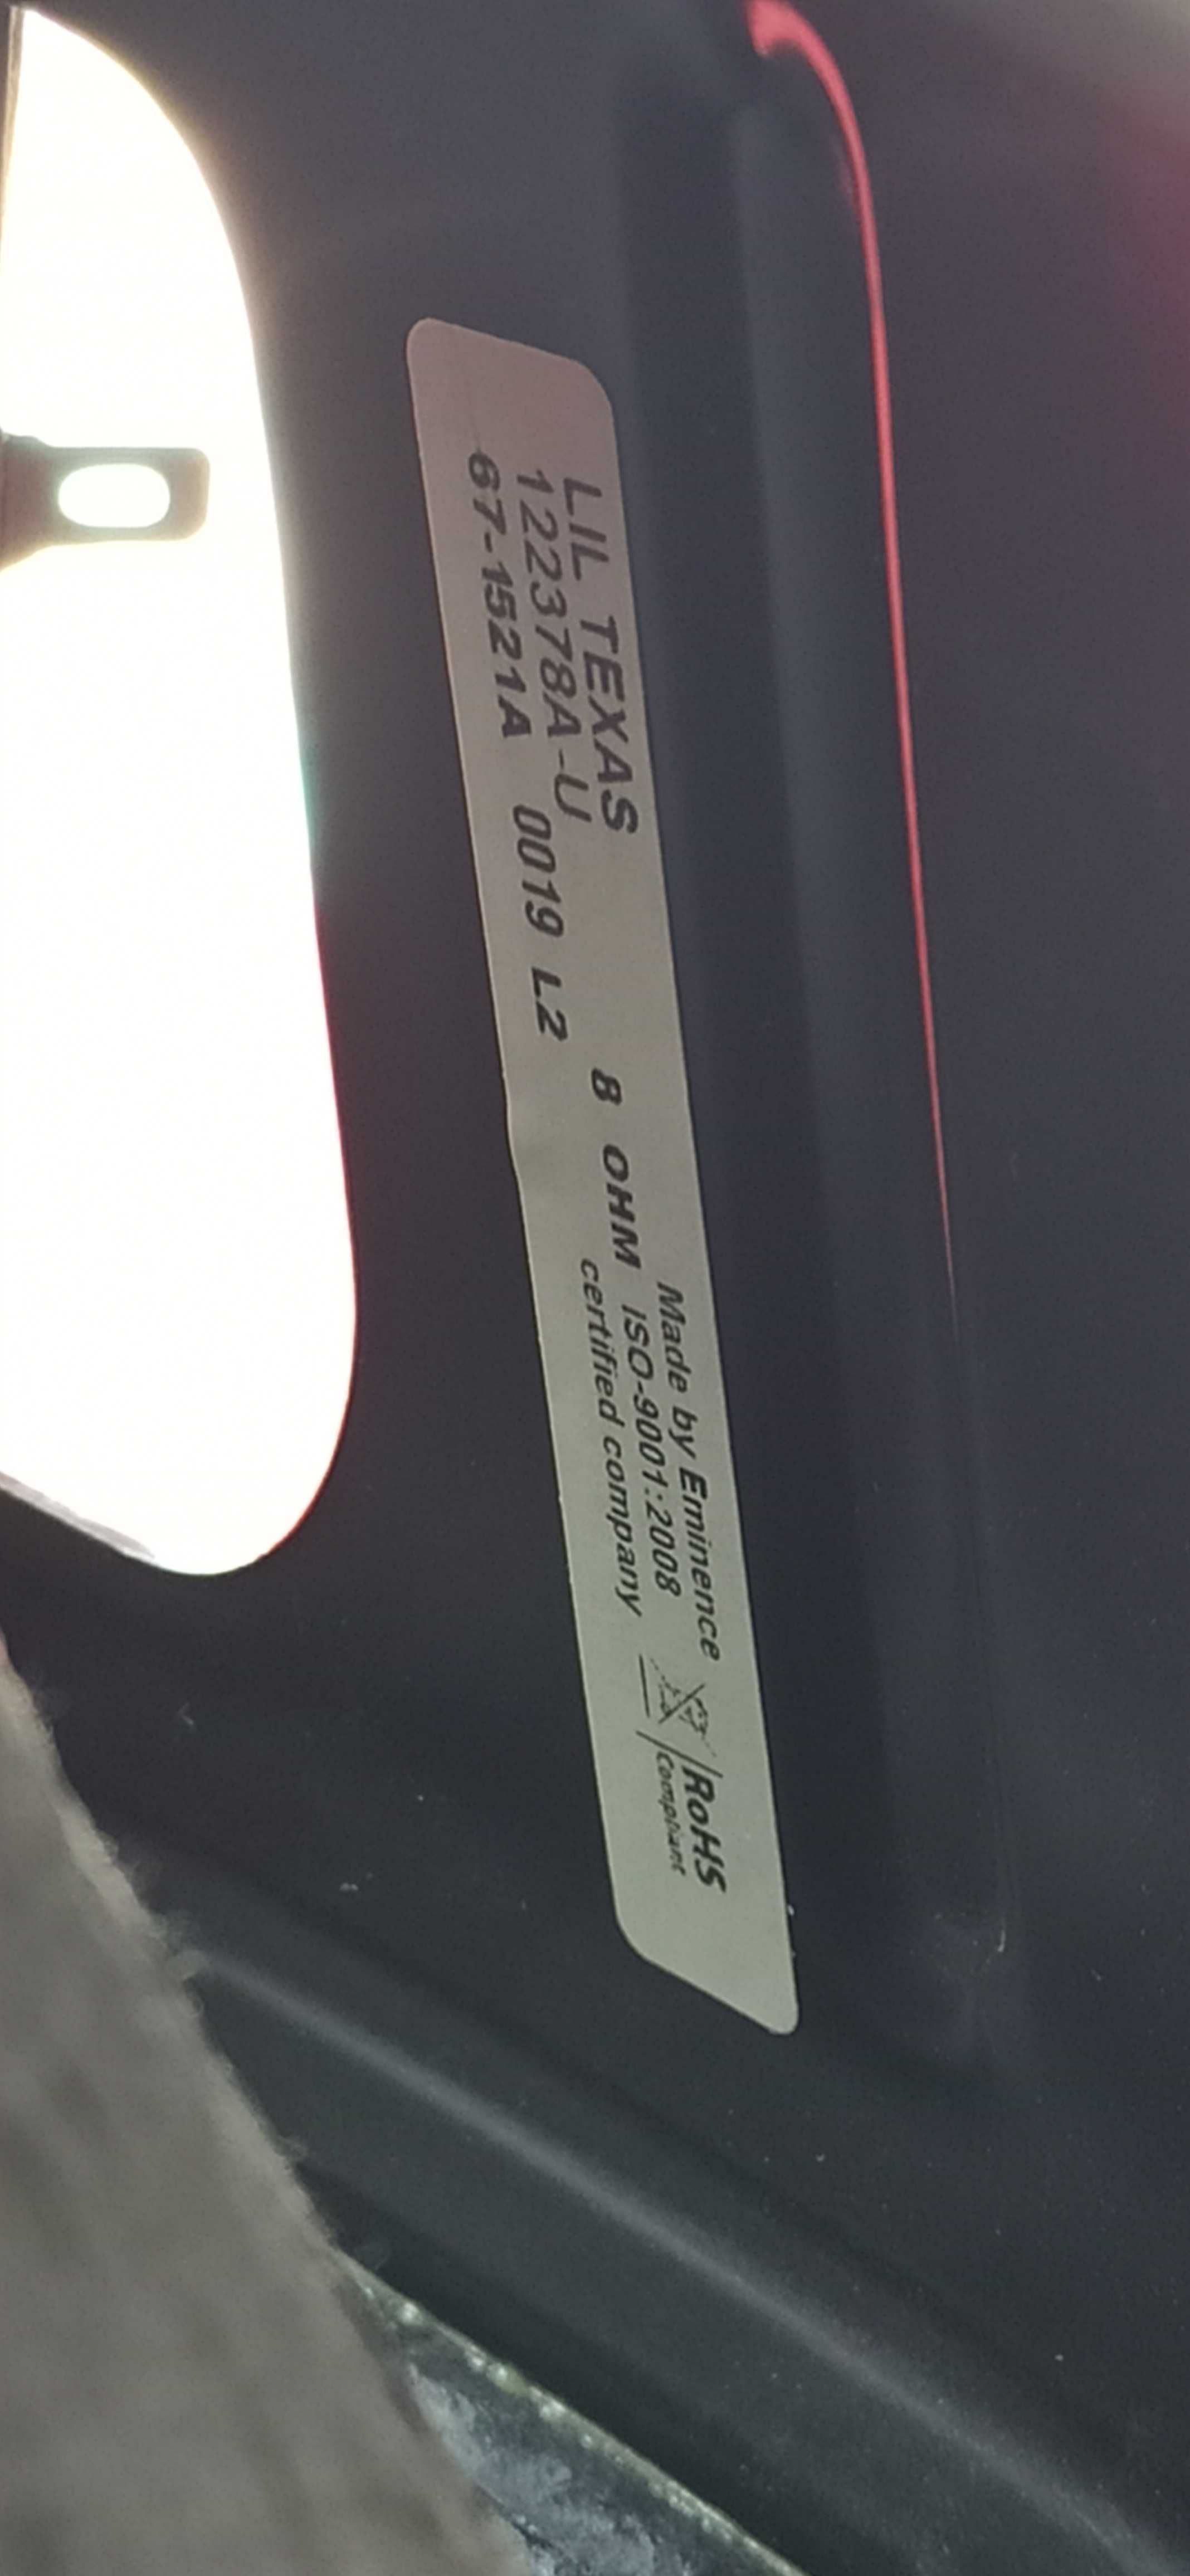 LIL TEXAS
122378A-U
67-1521A 0019 L2
8 OHM
Made by Eminence
ISO-9001:2008
certified company
RoHS
Compliant